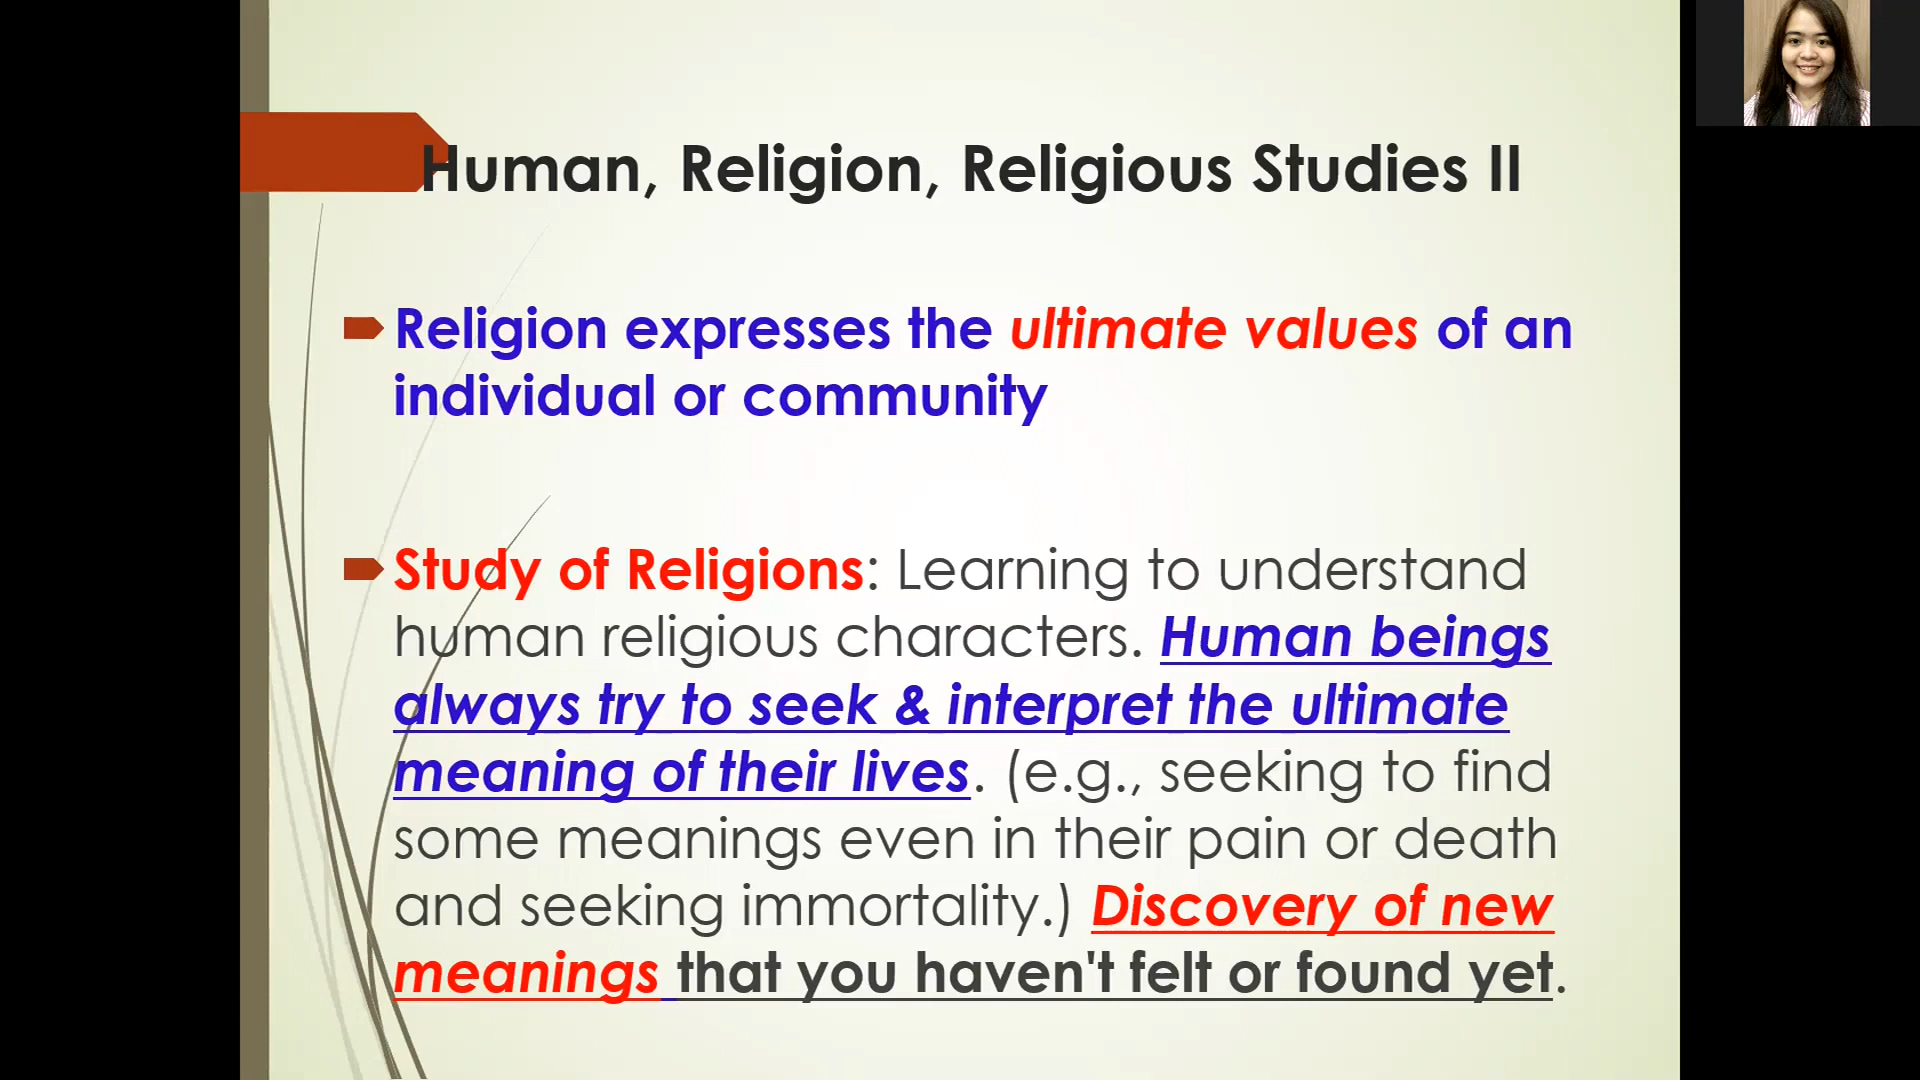 Human, Religion, Religious Studies II
Religion expresses the ultimate values of an
individual or community
Study of Religions: Learning to understand
human religious characters. Human beings
always try to seek & interpret the ultimate
meaning of their lives. (e.g., seeking to find
some meanings even in their pain or death
and seeking immortality.) Discovery of new
meanings that you haven't felt or found yet.